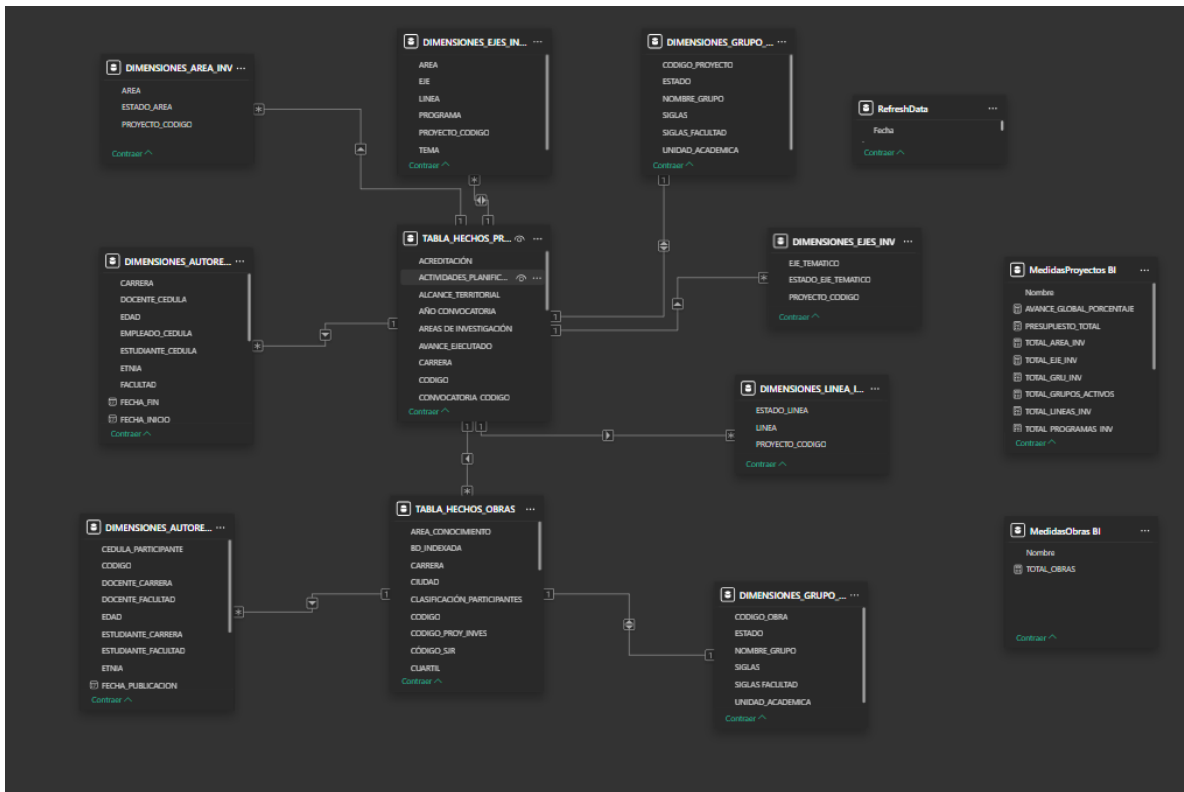 DIMENSIONES_AREA_INV ...
AREA
ESTADO_AREA
PROYECTO_CODIGO
Contraer
DIMENSIONES_EJES_IN... ...
AREA
EJE
LINEA
PROGRAMA
PROYECTO_CODIGO
TEMA
Contraer
DIMENSIONES_GRUPO_... ...
CODIGO_PROYECTO
ESTADO
NOMBRE_GRUPO
SIGLAS
SIGLAS_FACULTAD
UNIDAD_ACADEMICA
Contraer
RefreshData ...
Fecha
Contraer
DIMENSIONES_AUTORE... ...
CARRERA
DOCENTE_CEDULA
EDAD
EMPLEADO_CEDULA
ESTUDIANTE_CEDULA
ETNIA
FACULTAD
FECHA_FIN
FECHA_INICIO
Contraer
TABLA_HECHOS_PR... ...
ACREDITACIÓN
ACTIVIDADES_PLANIFIC... ...
ALCANCE_TERRITORIAL
AÑO CONVOCATORIA
AREAS DE INVESTIGACIÓN
AVANCE_EJECUTADO
CARRERA
CODIGO
CONVOCATORIA_CODIGO
Contraer
DIMENSIONES_EJES_INV ...
EJE_TEMATICO
ESTADO_EJE_TEMATICO
PROYECTO_CODIGO
Contraer
MedidasProyectos BI ...
Nombre
AVANCE_GLOBAL_PORCENTAJE
PRESUPUESTO_TOTAL
TOTAL_AREA_INV
TOTAL_EJE_INV
TOTAL_GRU_INV
TOTAL_GRUPOS_ACTIVOS
TOTAL_LINEAS_INV
TOTAL_PROGRAMAS_INV
Contraer
DIMENSIONES_LINEA_I... ...
ESTADO_LINEA
LINEA
PROYECTO_CODIGO
Contraer
TABLA_HECHOS_OBRAS ...
AREA_CONOCIMIENTO
BD_INDEXADA
CARRERA
CIUDAD
CLASIFICACIÓN_PARTICIPANTES
CODIGO
CODIGO_PROY_INVES
CÓDIGO_SJR
CUARTIL
Contraer
DIMENSIONES_AUTORE... ...
CEDULA_PARTICIPANTE
CODIGO
DOCENTE_CARRERA
DOCENTE_FACULTAD
EDAD
ESTUDIANTE_CARRERA
ESTUDIANTE_FACULTAD
ETNIA
FECHA_PUBLICACION
Contraer
DIMENSIONES_GRUPO_... ...
CODIGO_OBRA
ESTADO
NOMBRE_GRUPO
SIGLAS
SIGLAS FACULTAD
UNIDAD_ACADEMICA
Contraer
MedidasObras BI ...
Nombre
TOTAL_OBRAS
Contraer